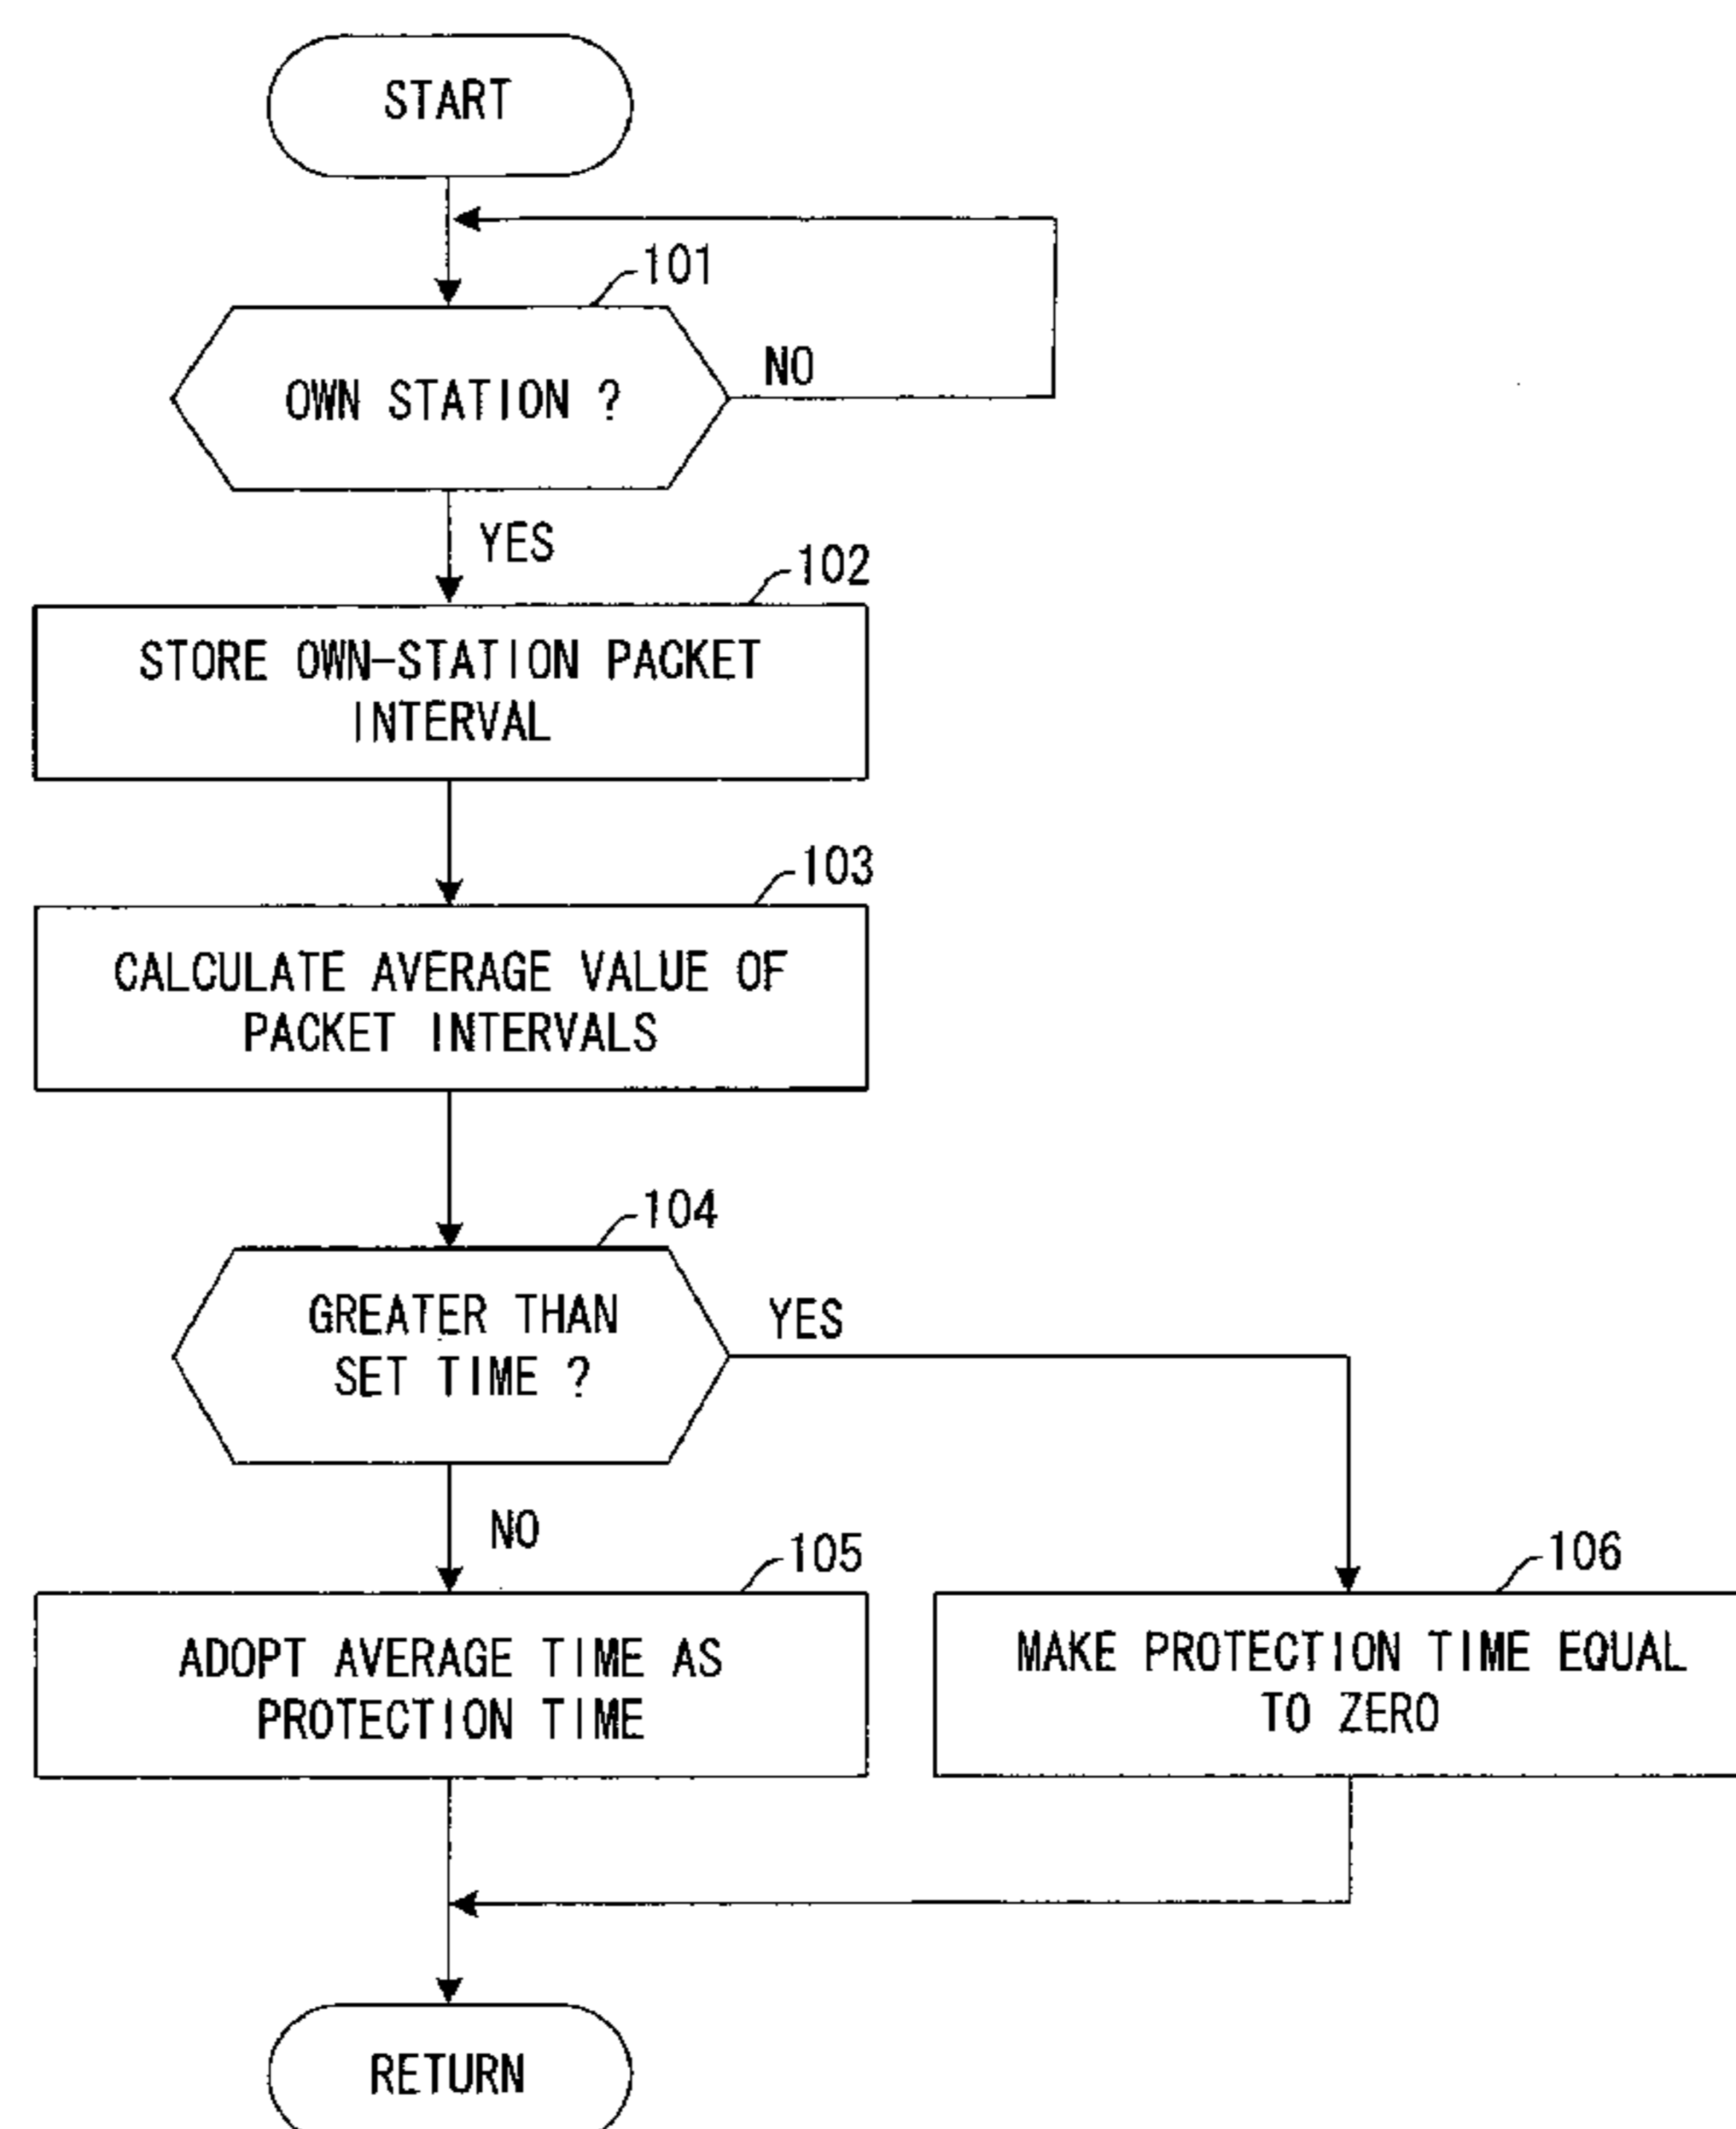 START
101
OWN STATION ?
NO
YES
102
STORE OWN-STATION PACKET
INTERVAL
103
CALCULATE AVERAGE VALUE OF
PACKET INTERVALS
104
GREATER THAN
SET TIME ?
YES
NO
105
ADOPT AVERAGE TIME AS
PROTECTION TIME
106
MAKE PROTECTION TIME EQUAL
TO ZERO
RETURN